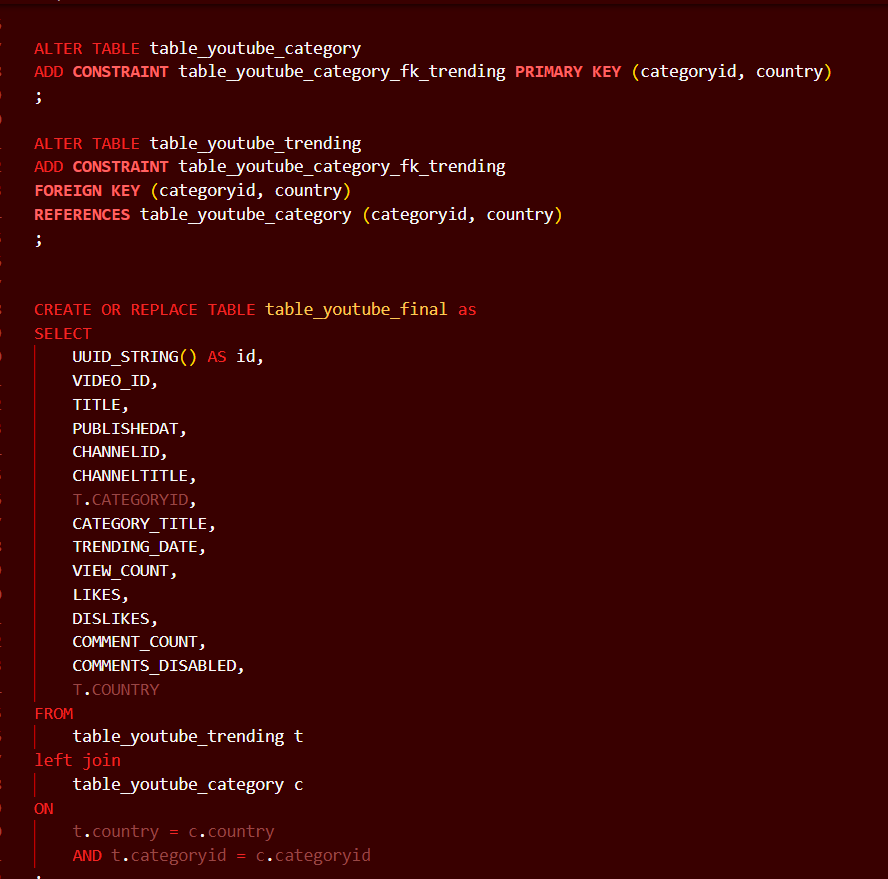 ALTER TABLE table_youtube_category
ADD CONSTRAINT table_youtube_category_fk_trending PRIMARY KEY (categoryid, country)
;
ALTER TABLE table_youtube_trending
ADD CONSTRAINT table_youtube_category_fk_trending
FOREIGN KEY (categoryid, country)
REFERENCES table_youtube_category (categoryid, country)
;
CREATE OR REPLACE TABLE table_youtube_final as
SELECT
UUID_STRING() AS id,
VIDEO_ID,
TITLE,
PUBLISHEDAT,
CHANNELID,
CHANNELTITLE,
T.CATEGORYID,
CATEGORY_TITLE,
TRENDING_DATE,
VIEW_COUNT,
LIKES,
DISLIKES,
COMMENT_COUNT,
COMMENTS_DISABLED,
T.COUNTRY
FROM
table_youtube_trending t
left join
table_youtube_category c
ON
t.country = c.country
AND t.categoryid = c.categoryid